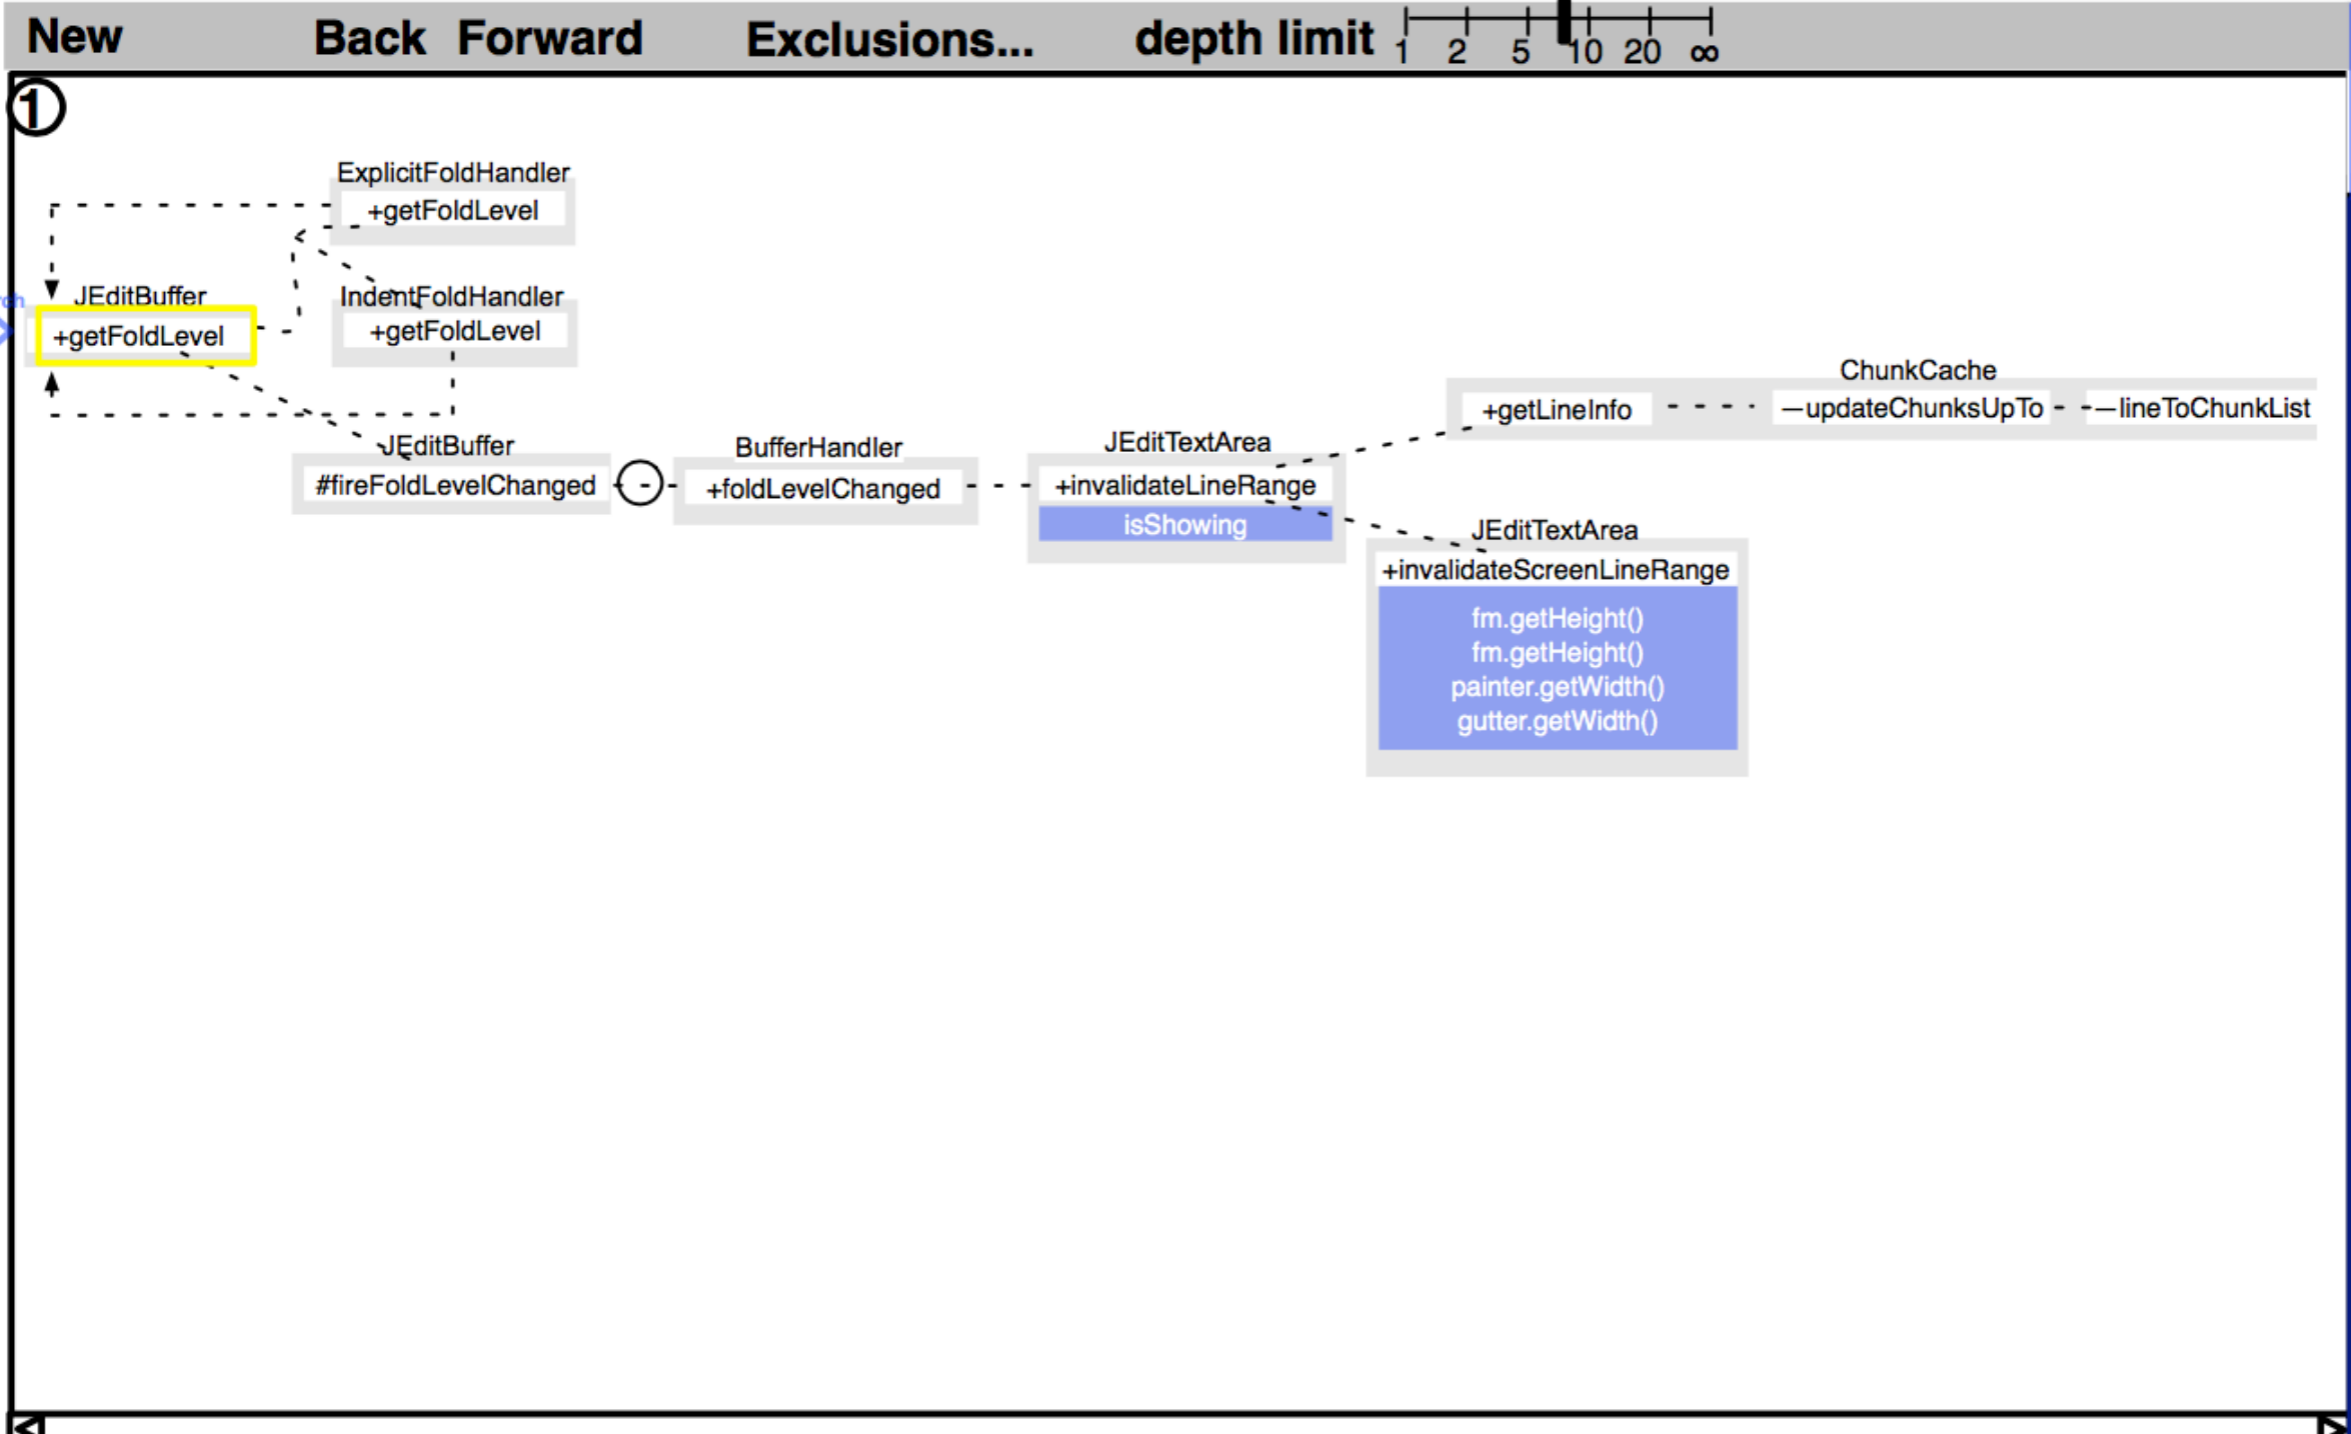 New Back Forward Exclusions... depth limit
1 2 5 10 20 ∞
1
ExplicitFoldHandler
+getFoldLevel
JEditBuffer
+getFoldLevel
IndentFoldHandler
+getFoldLevel
JEditBuffer
#fireFoldLevelChanged
BufferHandler
+foldLevelChanged
JEditTextArea
+invalidateLineRange
isShowing
ChunkCache
+getLineInfo
–updateChunksUpTo
–lineToChunkList
JEditTextArea
+invalidateScreenLineRange
fm.getHeight()
fm.getHeight()
painter.getWidth()
gutter.getWidth()